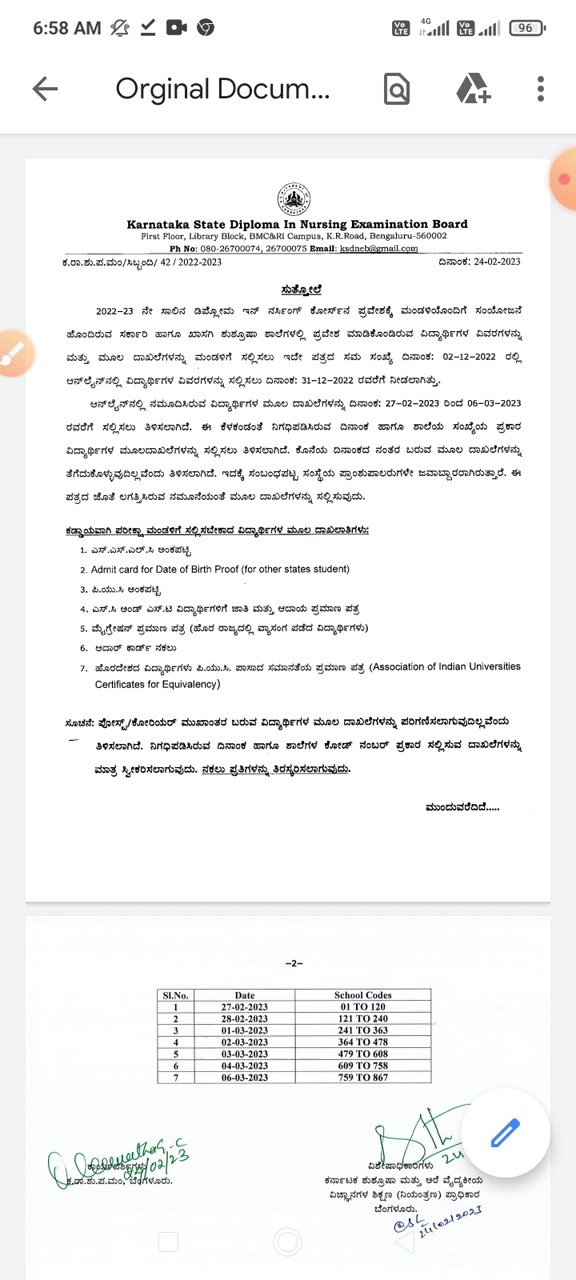 6:58 AM
4G
96
Orginal Docum...
Karnataka State Diploma In Nursing Examination Board
First Floor, Library Block, BMC&RI Campus, K.R.Road, Bengaluru-560002
Ph No: 080-26700074, 26700075 Email: ksdneb@gmail.com
ಕ.ರಾ.ಶು.ಪ.ಮಂ/ಸಿಬ್ಬಂದಿ/ 42 / 2022-2023 ದಿನಾಂಕ: 24-02-2023
ಸುತ್ತೋಲೆ
2022-23 ನೇ ಸಾಲಿನ ಡಿಪ್ಲೋಮ ಇನ್ ನರ್ಸಿಂಗ್ ಕೋರ್ಸ್‌ನ ಪ್ರವೇಶಕ್ಕೆ ಮಂಡಳಿಯೊಂದಿಗೆ ಸಂಯೋಜನೆ
ಹೊಂದಿರುವ ಸರ್ಕಾರಿ ಹಾಗೂ ಖಾಸಗಿ ಶುಶ್ರೂಷಾ ಶಾಲೆಗಳಲ್ಲಿ ಪ್ರವೇಶ ಮಾಡಿಕೊಂಡಿರುವ ವಿದ್ಯಾರ್ಥಿಗಳ ವಿವರಗಳನ್ನು
ಮತ್ತು ಮೂಲ ದಾಖಲೆಗಳನ್ನು ಮಂಡಳಿಗೆ ಸಲ್ಲಿಸಲು ಇದೇ ಪತ್ರದ ಸಮ ಸಂಖ್ಯೆ ದಿನಾಂಕ: 02-12-2022 ರಲ್ಲಿ
ಆನ್‌ಲೈನ್‌ನಲ್ಲಿ ವಿದ್ಯಾರ್ಥಿಗಳ ವಿವರಗಳನ್ನು ಸಲ್ಲಿಸಲು ದಿನಾಂಕ: 31-12-2022 ರವರೆಗೆ ನೀಡಲಾಗಿತ್ತು.
ಆನ್‌ಲೈನ್‌ನಲ್ಲಿ ನಮೂದಿಸಿರುವ ವಿದ್ಯಾರ್ಥಿಗಳ ಮೂಲ ದಾಖಲೆಗಳನ್ನು ದಿನಾಂಕ: 27-02-2023 ರಿಂದ 06-03-2023
ರವರೆಗೆ ಸಲ್ಲಿಸಲು ತಿಳಿಸಲಾಗಿದೆ. ಈ ಕೆಳಕಂಡಂತೆ ನಿಗಧಿಪಡಿಸಿರುವ ದಿನಾಂಕ ಹಾಗೂ ಶಾಲೆಯ ಸಂಖ್ಯೆಯ ಪ್ರಕಾರ
ವಿದ್ಯಾರ್ಥಿಗಳ ಮೂಲದಾಖಲೆಗಳನ್ನು ಸಲ್ಲಿಸಲು ತಿಳಿಸಲಾಗಿದೆ. ಕೊನೆಯ ದಿನಾಂಕದ ನಂತರ ಬರುವ ಮೂಲ ದಾಖಲೆಗಳನ್ನು
ತೆಗೆದುಕೊಳ್ಳುವುದಿಲ್ಲವೆಂದು ತಿಳಿಸಲಾಗಿದೆ. ಇದಕ್ಕೆ ಸಂಬಂಧಪಟ್ಟ ಸಂಸ್ಥೆಯ ಪ್ರಾಂಶುಪಾಲರುಗಳೇ ಜವಾಬ್ದಾರರಾಗಿರುತ್ತಾರೆ. ಈ
ಪತ್ರದ ಜೊತೆ ಲಗತ್ತಿಸಿರುವ ನಮೂನೆಯಂತೆ ಮೂಲ ದಾಖಲೆಗಳನ್ನು ಸಲ್ಲಿಸುವುದು.
ಕಡ್ಡಾಯವಾಗಿ ಪರೀಕ್ಷಾ ಮಂಡಳಿಗೆ ಸಲ್ಲಿಸಬೇಕಾದ ವಿದ್ಯಾರ್ಥಿಗಳ ಮೂಲ ದಾಖಲಾತಿಗಳು:
1. ಎಸ್.ಎಸ್.ಎಲ್.ಸಿ ಅಂಕಪಟ್ಟಿ
2. Admit card for Date of Birth Proof (for other states student)
3. ಪಿ.ಯು.ಸಿ ಅಂಕಪಟ್ಟಿ
4. ಎಸ್.ಸಿ ಅಂಡ್ ಎಸ್.ಟಿ ವಿದ್ಯಾರ್ಥಿಗಳಿಗೆ ಜಾತಿ ಮತ್ತು ಆದಾಯ ಪ್ರಮಾಣ ಪತ್ರ
5. ಮೈಗ್ರೇಷನ್ ಪ್ರಮಾಣ ಪತ್ರ (ಹೊರ ರಾಜ್ಯದಲ್ಲಿ ವ್ಯಾಸಂಗ ಪಡೆದ ವಿದ್ಯಾರ್ಥಿಗಳು)
6. ಆದಾರ್ ಕಾರ್ಡ್ ನಕಲು
7. ಹೊರದೇಶದ ವಿದ್ಯಾರ್ಥಿಗಳು ಪಿ.ಯು.ಸಿ. ಪಾಸಾದ ಸಮಾನತೆಯ ಪ್ರಮಾಣ ಪತ್ರ (Association of Indian Universities
Certificates for Equivalency)
ಸೂಚನೆ: ಪೋಸ್ಟ್/ಕೋರಿಯರ್ ಮುಖಾಂತರ ಬರುವ ವಿದ್ಯಾರ್ಥಿಗಳ ಮೂಲ ದಾಖಲೆಗಳನ್ನು ಪರಿಗಣಿಸಲಾಗುವುದಿಲ್ಲವೆಂದು
ತಿಳಿಸಲಾಗಿದೆ. ನಿಗಧಿಪಡಿಸಿರುವ ದಿನಾಂಕ ಹಾಗೂ ಶಾಲೆಗಳ ಕೋಡ್ ನಂಬರ್ ಪ್ರಕಾರ ಸಲ್ಲಿಸುವ ದಾಖಲೆಗಳನ್ನು
ಮಾತ್ರ ಸ್ವೀಕರಿಸಲಾಗುವುದು. ನಕಲು ಪ್ರತಿಗಳನ್ನು ತಿರಸ್ಕರಿಸಲಾಗುವುದು.
ಮುಂದುವರೆದಿದೆ.....
-2-
Sl.No. Date School Codes
1 27-02-2023 01 TO 120
2 28-02-2023 121 TO 240
3 01-03-2023 241 TO 363
4 02-03-2023 364 TO 478
5 03-03-2023 479 TO 608
6 04-03-2023 609 TO 758
7 06-03-2023 759 TO 867
24/02/23
ಕಾರ್ಯದರ್ಶಿಗಳು
ಕ.ರಾ.ಶು.ಪ.ಮಂ, ಬೆಂಗಳೂರು.
ವಿಶೇಷಾಧಿಕಾರಿಗಳು
ಕರ್ನಾಟಕ ಶುಶ್ರೂಷಾ ಮತ್ತು ಅರೆ ವೈದ್ಯಕೀಯ
ವಿಜ್ಞಾನಗಳ ಶಿಕ್ಷಣ (ನಿಯಂತ್ರಣ) ಪ್ರಾಧಿಕಾರ
ಬೆಂಗಳೂರು.
24/02/2023